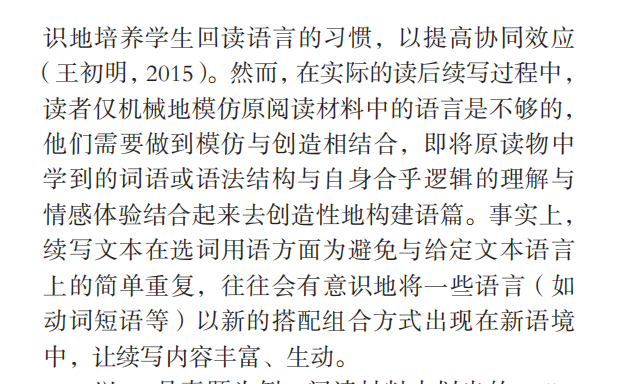 识地培养学生回读语言的习惯，以提高协同效应
（王初明，2015）。然而，在实际的读后续写过程中，
读者仅机械地模仿原阅读材料中的语言是不够的，
他们需要做到模仿与创造相结合，即将原读物中
学到的词语或语法结构与自身合乎逻辑的理解与
情感体验结合起来去创造性地构建语篇。事实上，
续写文本在选词用语方面为避免与给定文本语言
上的简单重复，往往会有意识地将一些语言（如
动词短语等）以新的搭配组合方式出现在新语境
中，让续写内容丰富、生动。